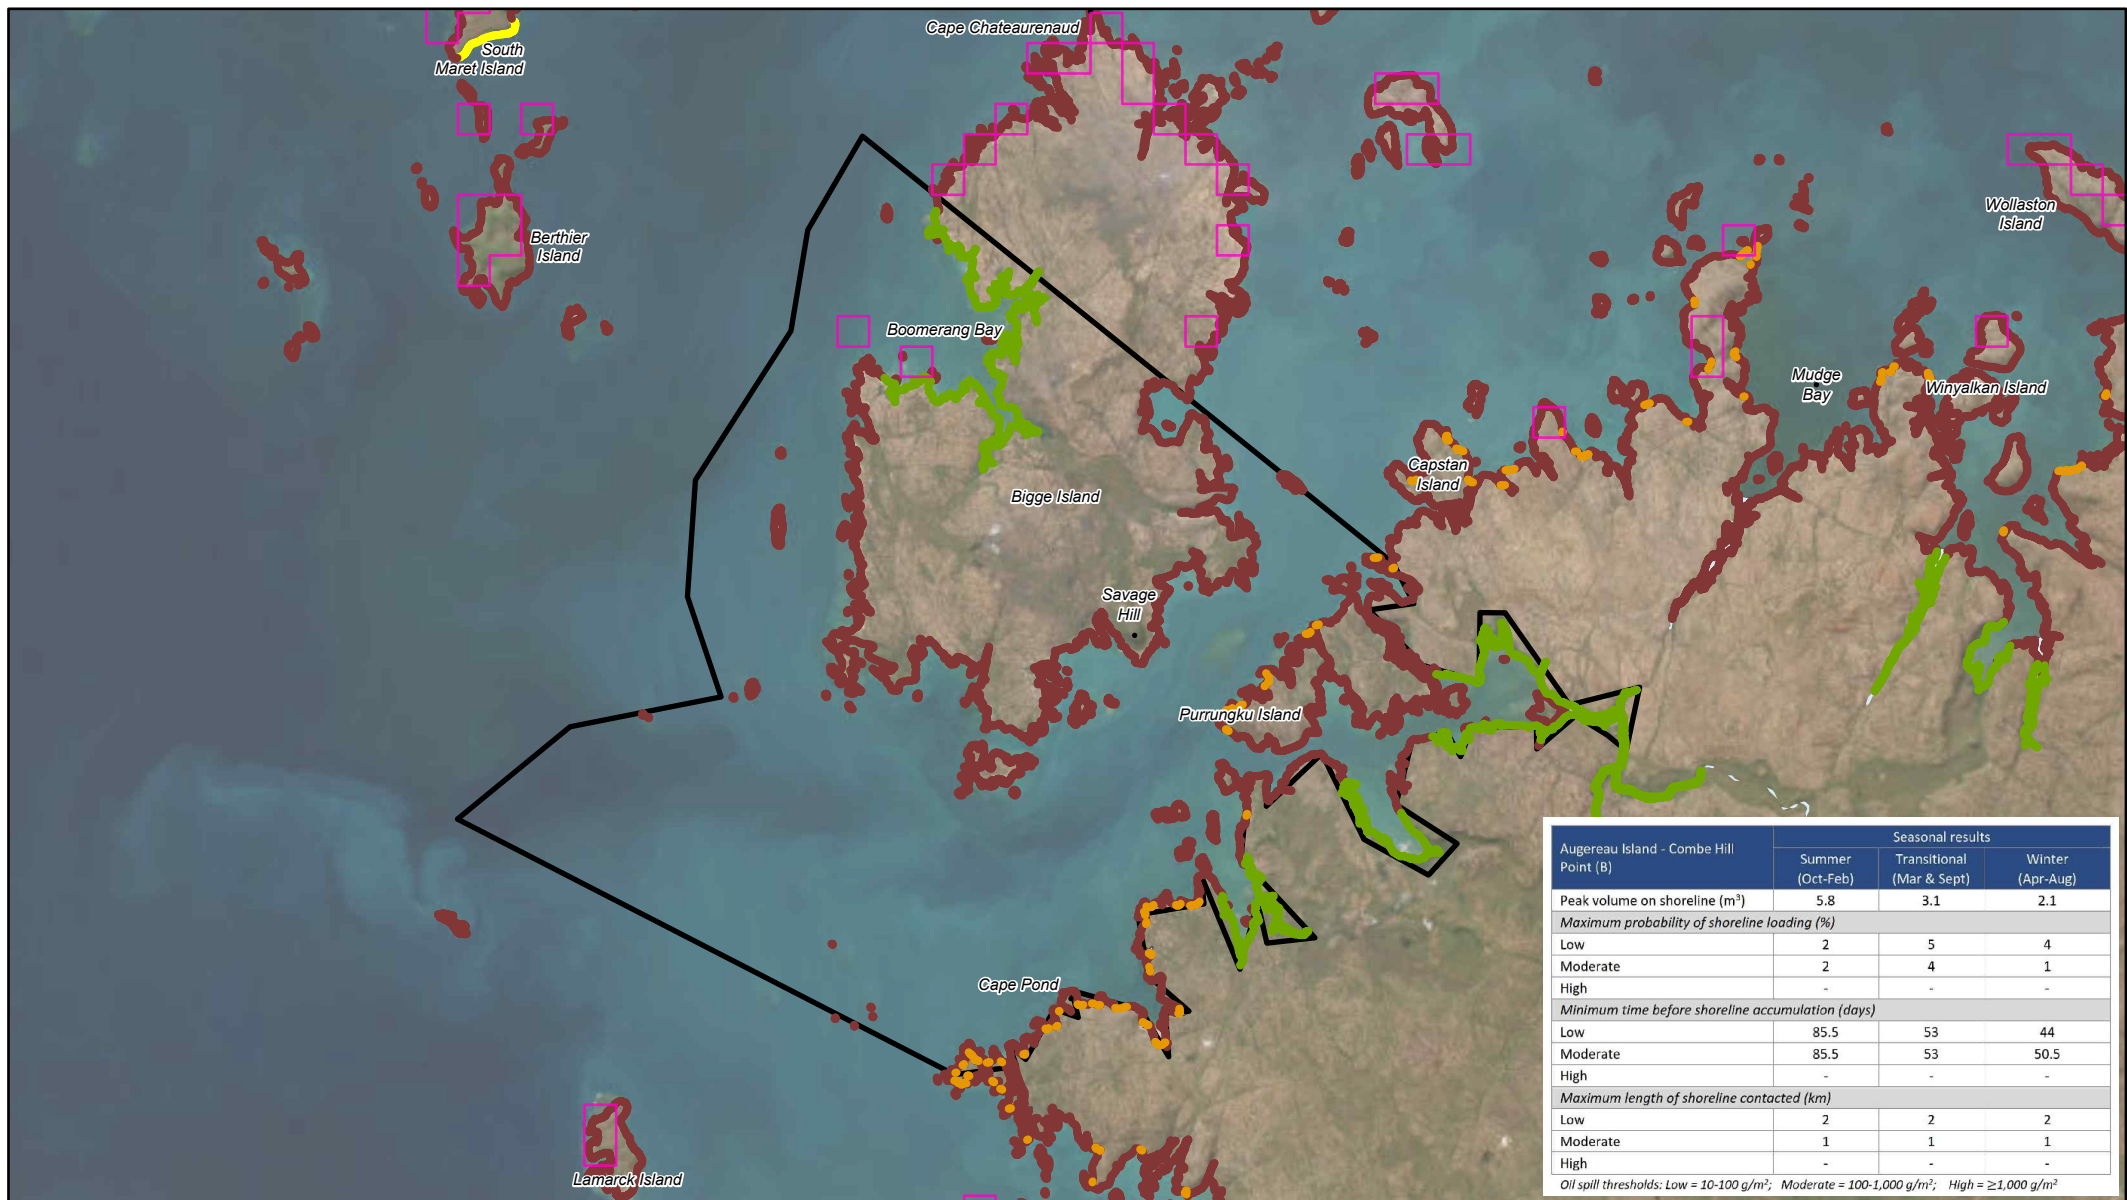 Cape Chateaurenaud
South
Maret Island
Berthier
Island
Wollaston
Island
Boomerang Bay
Mudge
Bay
Winyalkan Island
Capstan
Island
Bigge Island
Savage
Hill
Purrungku Island
Cape Pond
Lamarck Island
Augereau Island - Combe Hill
Point (B)
Seasonal results
Summer
(Oct-Feb)
Transitional
(Mar & Sept)
Winter
(Apr-Aug)
Peak volume on shoreline (m³) 5.8 3.1 2.1
Maximum probability of shoreline loading (%)
Low 2 5 4
Moderate 2 4 1
High - - -
Minimum time before shoreline accumulation (days)
Low 85.5 53 44
Moderate 85.5 53 50.5
High - - -
Maximum length of shoreline contacted (km)
Low 2 2 2
Moderate 1 1 1
High - - -
Oil spill thresholds: Low = 10-100 g/m²; Moderate = 100-1,000 g/m²; High = ≥1,000 g/m²